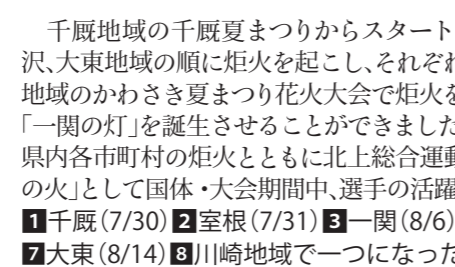 千厩地域の千厩夏まつりからスタート
沢、大東地域の順に炬火を起こし、それぞれ
地域のかわさき夏まつり花火大会で炬火を
「一関の灯」を誕生させることができました
県内各市町村の炬火とともに北上総合運動
の火」として国体・大会期間中、選手の活躍
1千厩(7/30) 2室根(7/31) 3一関(8/6)
7大東(8/14) 8川崎地域で一つになった